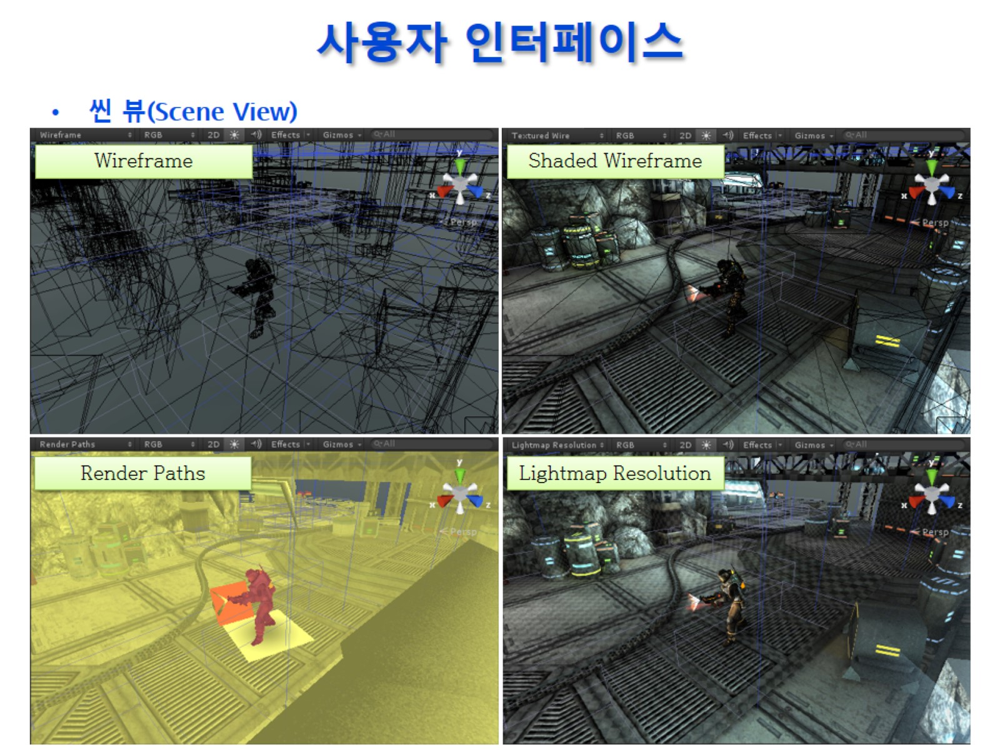 사용자 인터페이스
• 씬 뷰(Scene View)
Wireframe RGB 2D Effects Gizmos All
Wireframe
y
x z
Persp
Textured Wire RGB 2D Effects Gizmos All
Shaded Wireframe
y
x z
Persp
Render Paths RGB 2D Effects Gizmos All
Render Paths
y
x z
Persp
Lightmap Resolution RGB 2D Effects Gizmos All
Lightmap Resolution
y
x z
Persp